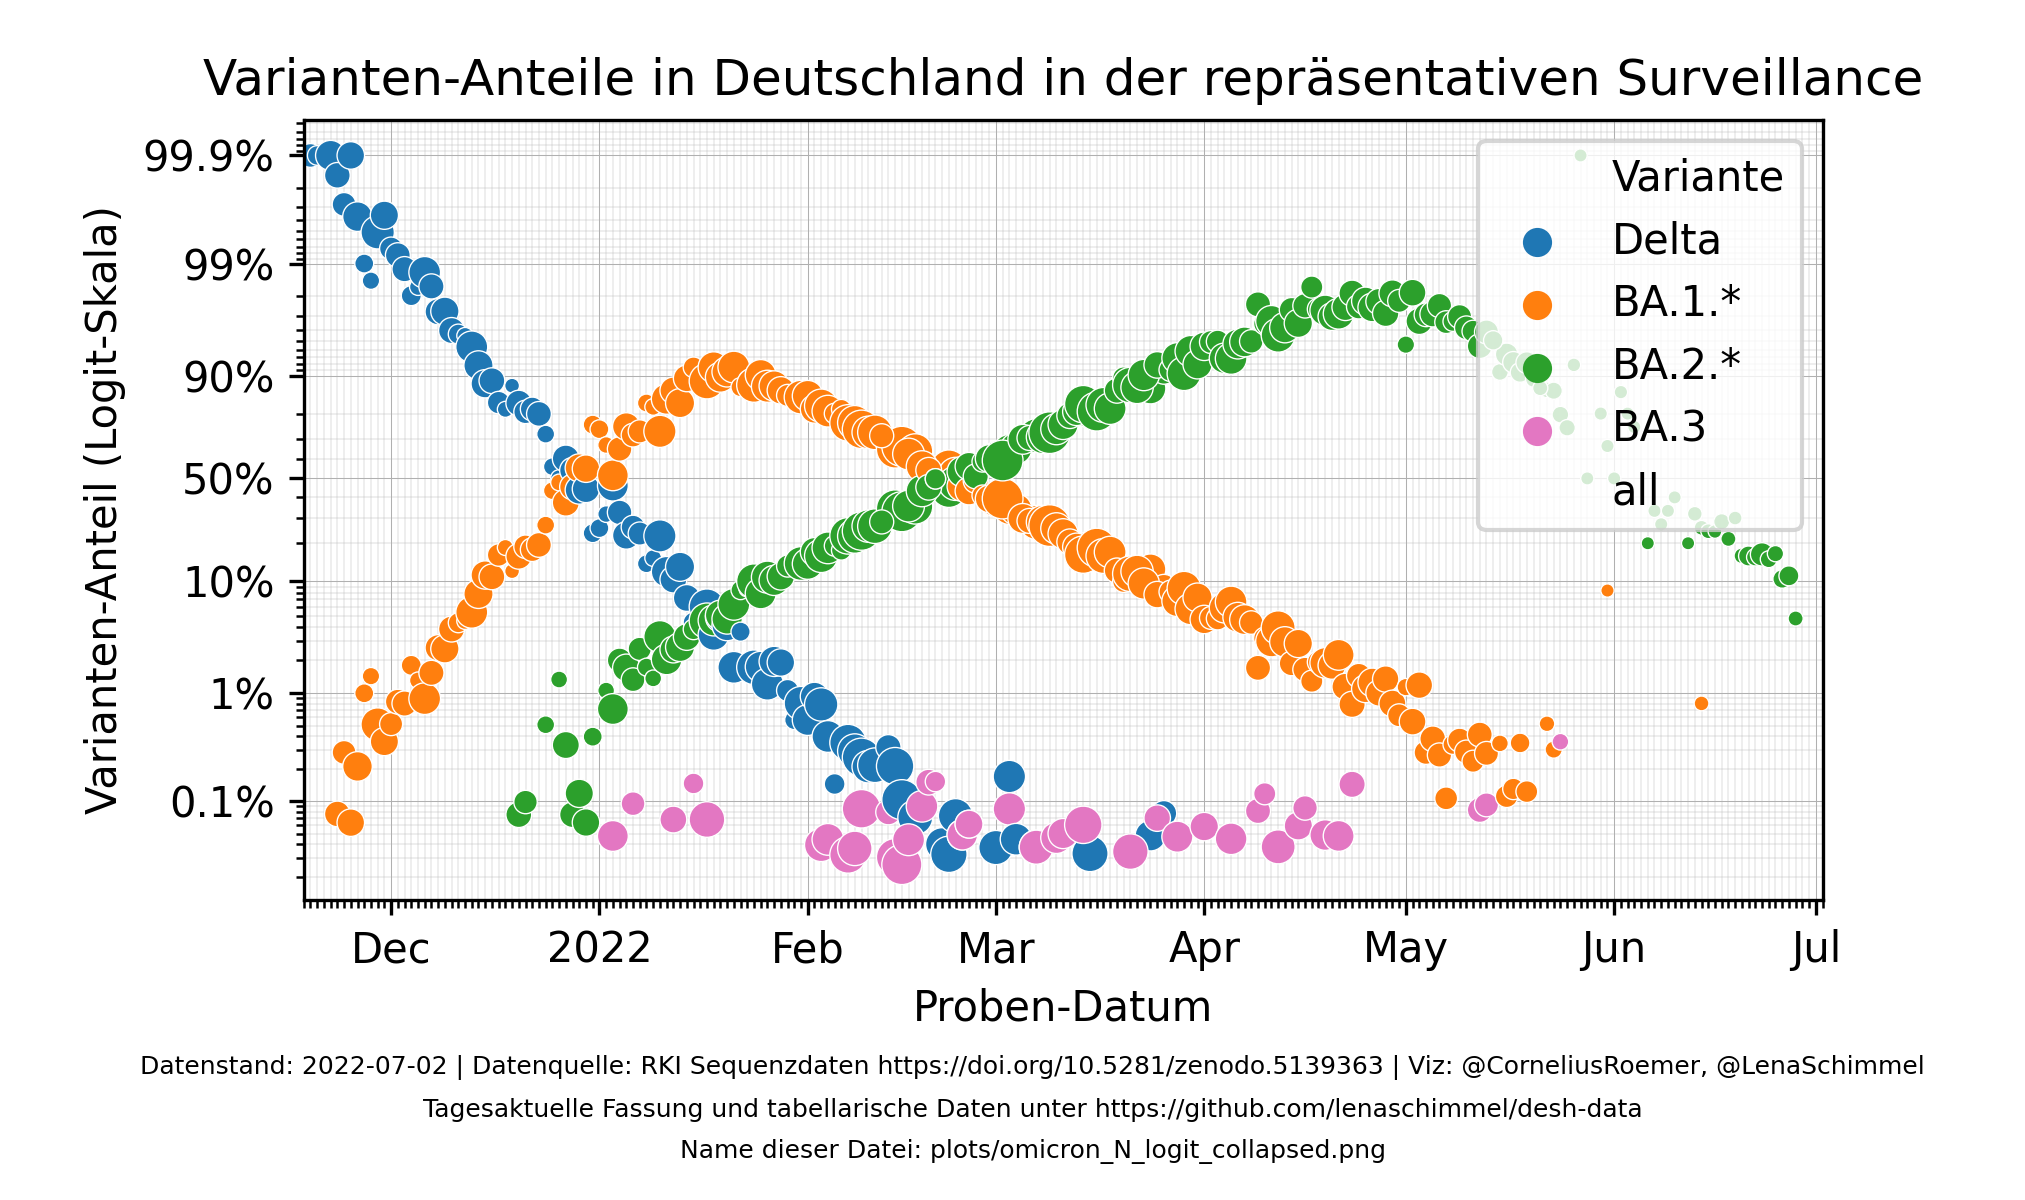 Varianten-Anteile in Deutschland in der repräsentativen Surveillance
Varianten-Anteil (Logit-Skala)
99.9%
99%
90%
50%
10%
1%
0.1%
Variante
Delta
BA.1.*
BA.2.*
BA.3
all
Dec 2022 Feb Mar Apr May Jun Jul
Proben-Datum
Datenstand: 2022-07-02 | Datenquelle: RKI Sequenzdaten https://doi.org/10.5281/zenodo.5139363 | Viz: @CorneliusRoemer, @LenaSchimmel
Tagesaktuelle Fassung und tabellarische Daten unter https://github.com/lenaschimmel/desh-data
Name dieser Datei: plots/omicron_N_logit_collapsed.png